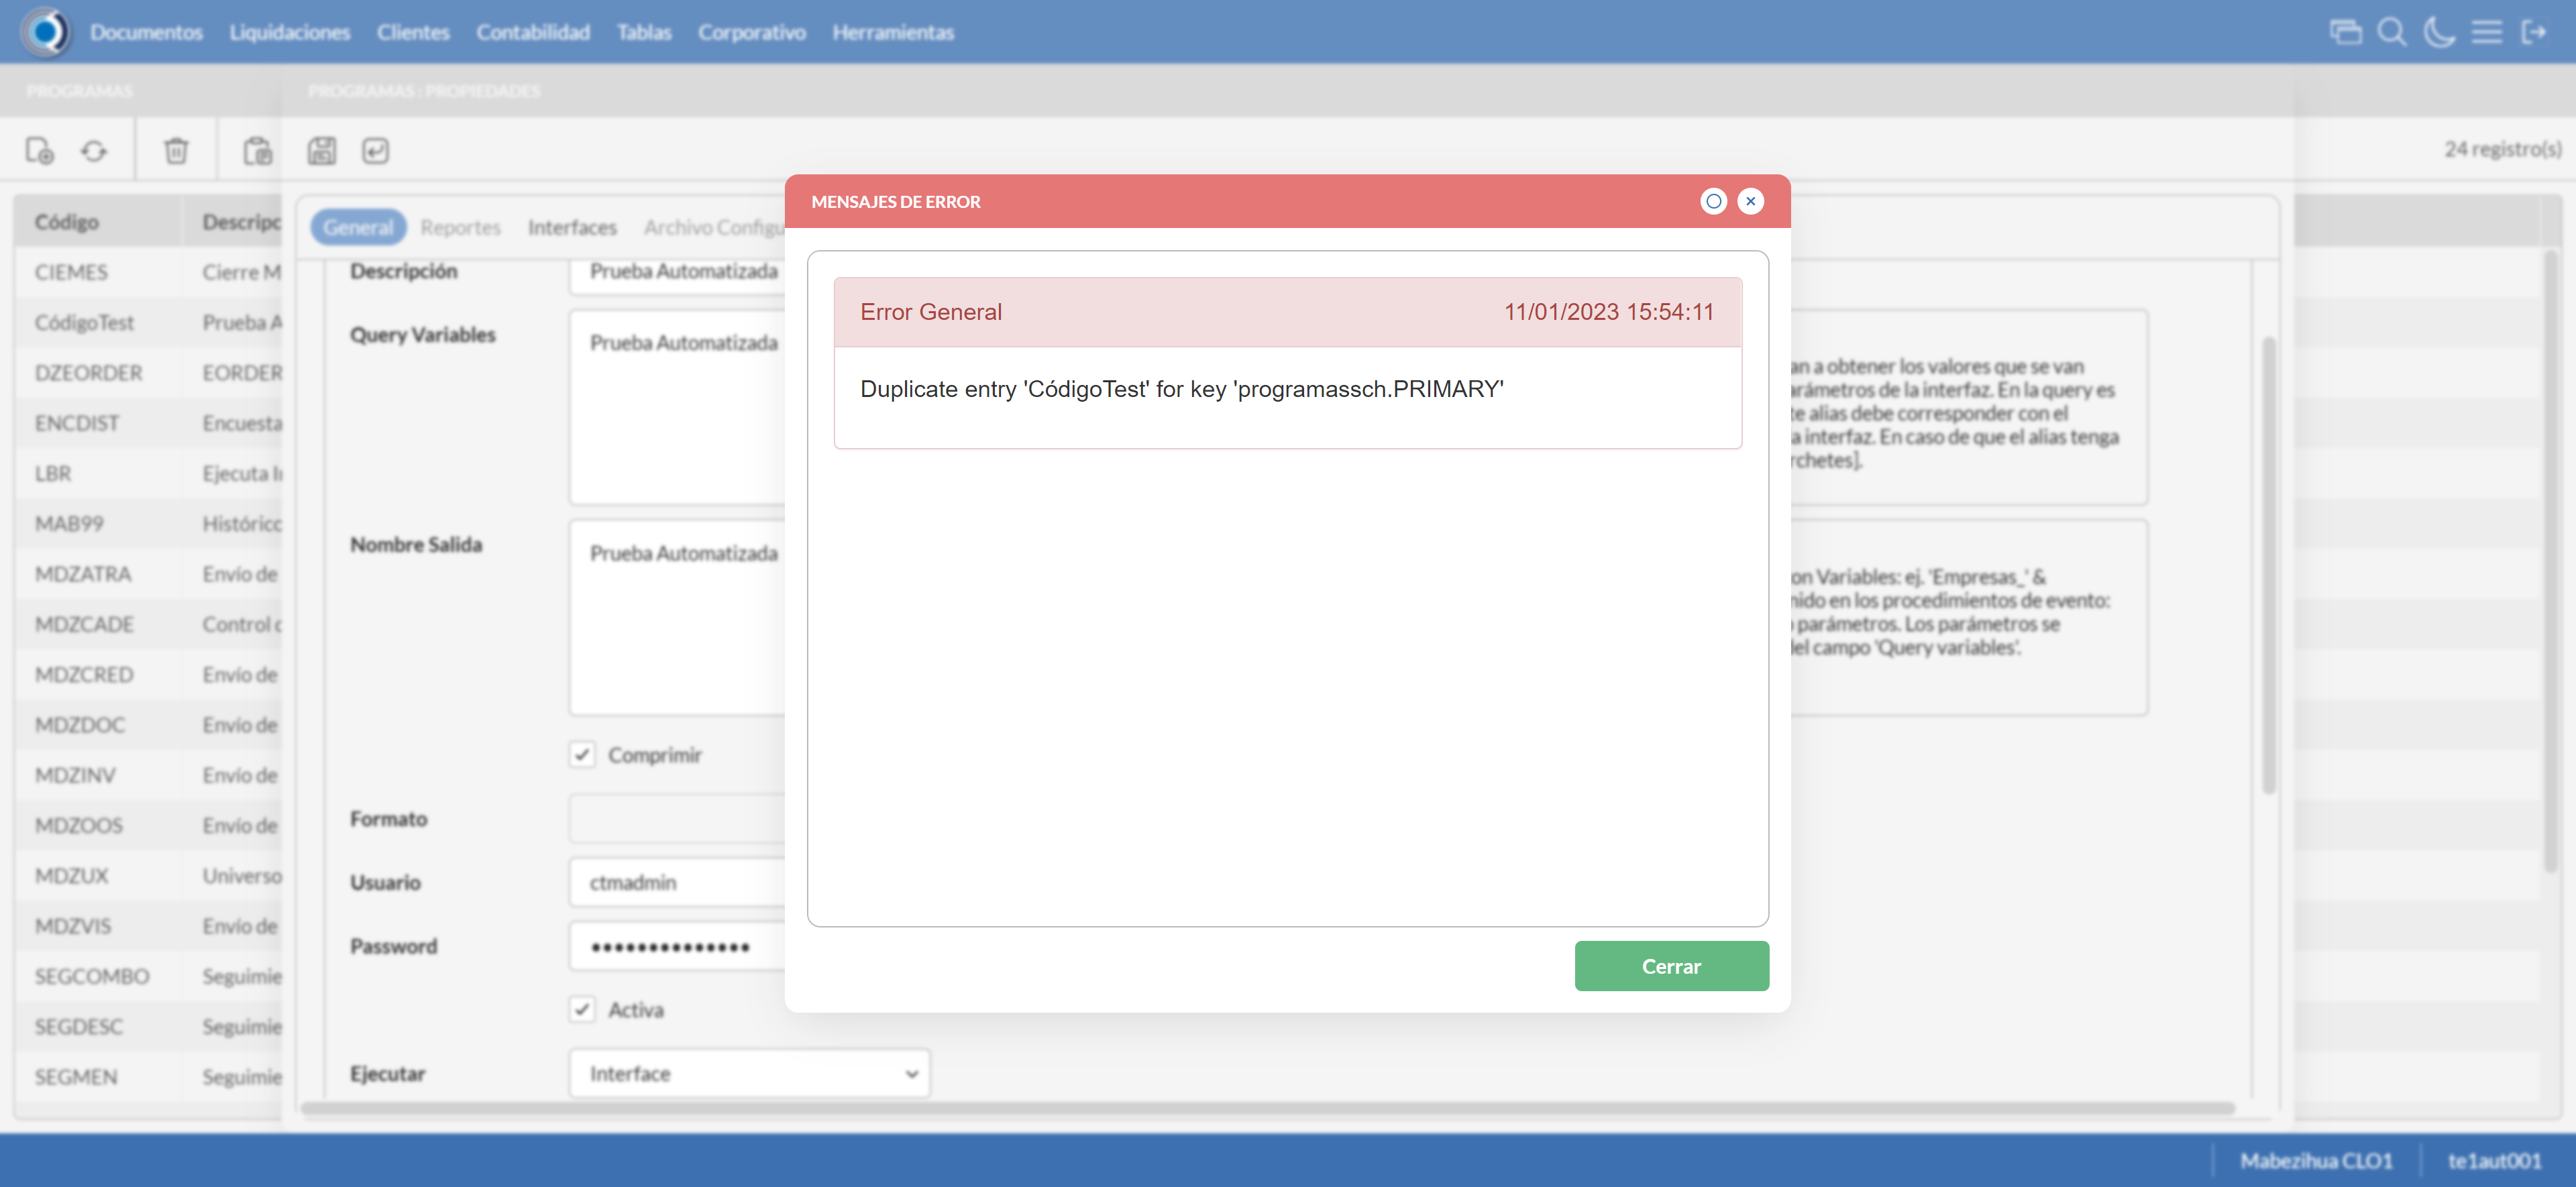 Documentos Liquidaciones Clientes Contabilidad Tablas Corporativo Herramientas
PROGRAMAS
PROGRAMAS : PROPIEDADES
24 registro(s)
Código Descripc
CIEMES Cierre M
CódigoTest Prueba A
DZEORDER EORDER
ENCDIST Encuesta
LBR Ejecuta
MAB99
MDZATRA Envío de
MDZCADE Control
MDZCRED Envío de
MDZDOC Envío de
MDZINV Envío de
MDZOOS Envío de
MDZUX Universo
MDZVIS Envío de
SEGCOMBO Seguimie
SEGDESC Seguimie
SEGMEN Seguimie
General Reportes Interfaces Archivo Configu
Descripción Prueba Automatizada
Query Variables Prueba Automatizada
an a obtener los valores que se van
arámetros de la interfaz. En la query es
te alias debe corresponder con el
a interfaz. En caso de que el alias tenga
rchetes].
Nombre Salida Prueba Automatizada
on Variables: ej. 'Empresas_' &
nido en los procedimientos de evento:
parámetros. Los parámetros se
del campo 'Query variables'.
Comprimir
Formato
Usuario ctmadmin
Password ••••••••••••••
Activa
Ejecutar Interface
MENSAJES DE ERROR
Error General 11/01/2023 15:54:11
Duplicate entry 'CódigoTest' for key 'programassch.PRIMARY'
Cerrar
Mabezihua CLO1 te1aut001